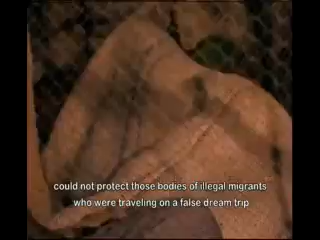 could not protect those bodies of illegal migrants
who were traveling on a false dream trip